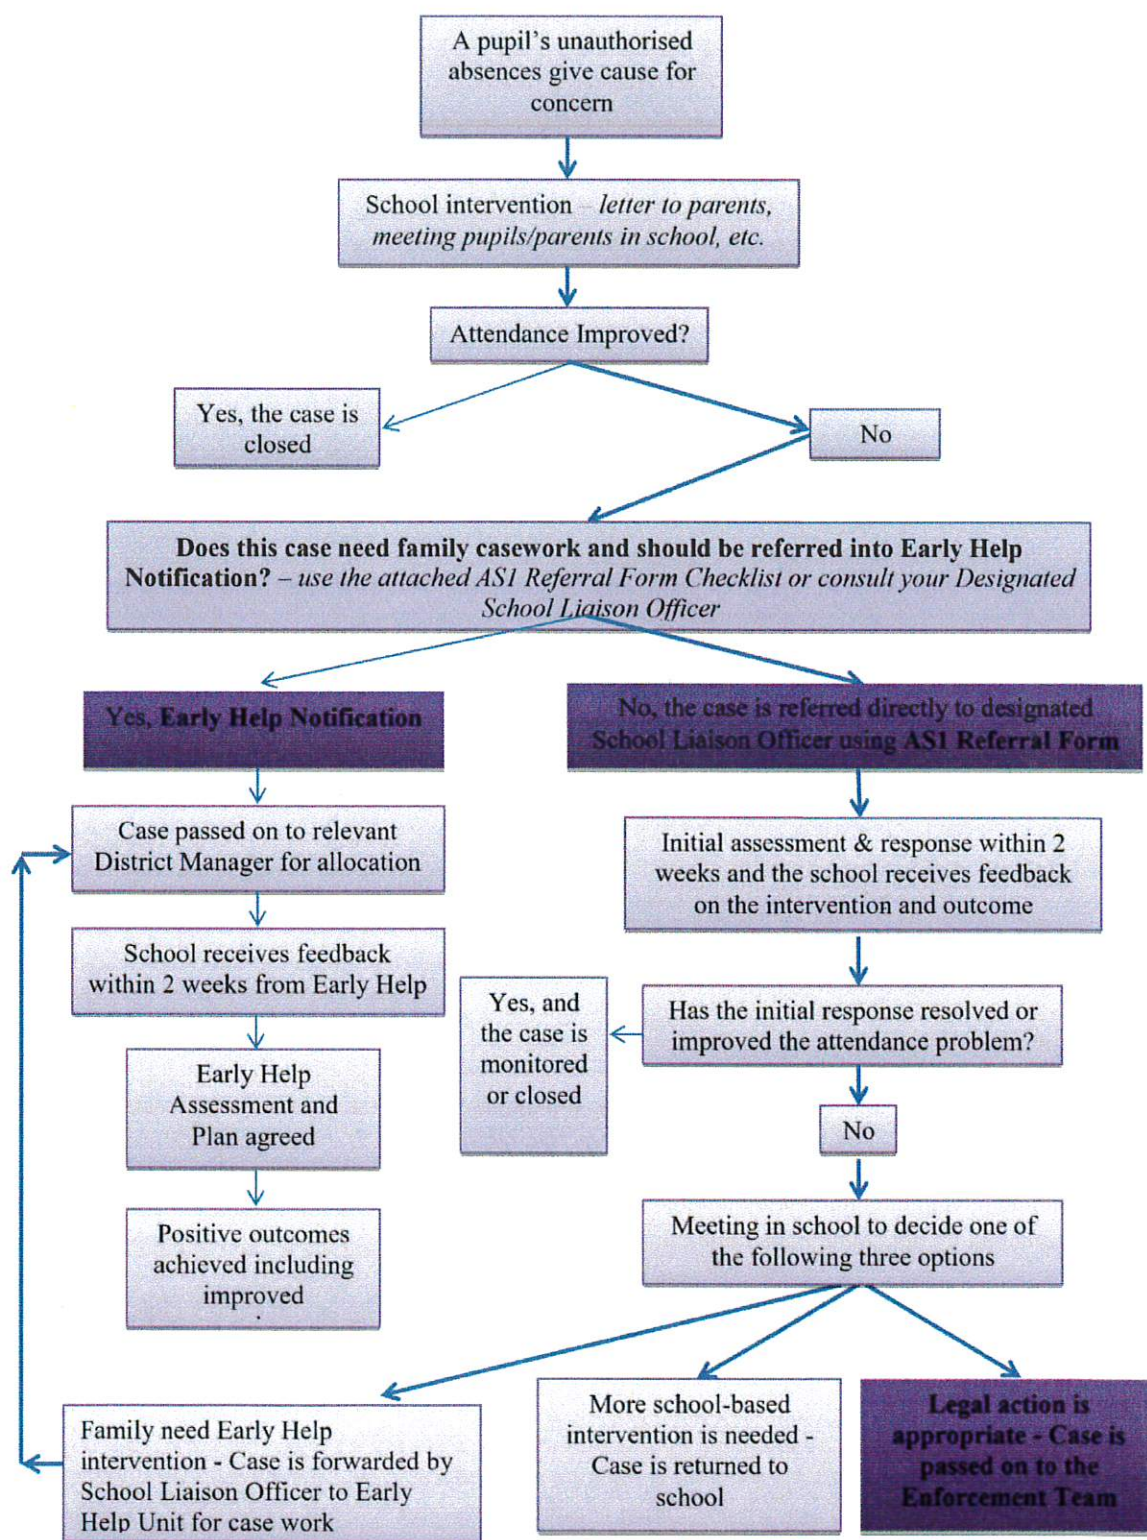 A pupil's unauthorised
absences give cause for
concern
School intervention – letter to parents,
meeting pupils/parents in school, etc.
Attendance Improved?
Yes, the case is
closed
No
Does this case need family casework and should be referred into Early Help
Notification? – use the attached AS1 Referral Form Checklist or consult your Designated
School Liaison Officer
Yes, Early Help Notification
No, the case is referred directly to designated
School Liaison Officer using AS1 Referral Form
Case passed on to relevant
District Manager for allocation
Initial assessment & response within 2
weeks and the school receives feedback
on the intervention and outcome
School receives feedback
within 2 weeks from Early Help
Yes, and
the case is
monitored
or closed
Has the initial response resolved or
improved the attendance problem?
Early Help
Assessment and
Plan agreed
No
Positive outcomes
achieved including
improved
Meeting in school to decide one of
the following three options
Family need Early Help
intervention - Case is forwarded by
School Liaison Officer to Early
Help Unit for case work
More school-based
intervention is needed -
Case is returned to
school
Legal action is
appropriate - Case is
passed on to the
Enforcement Team